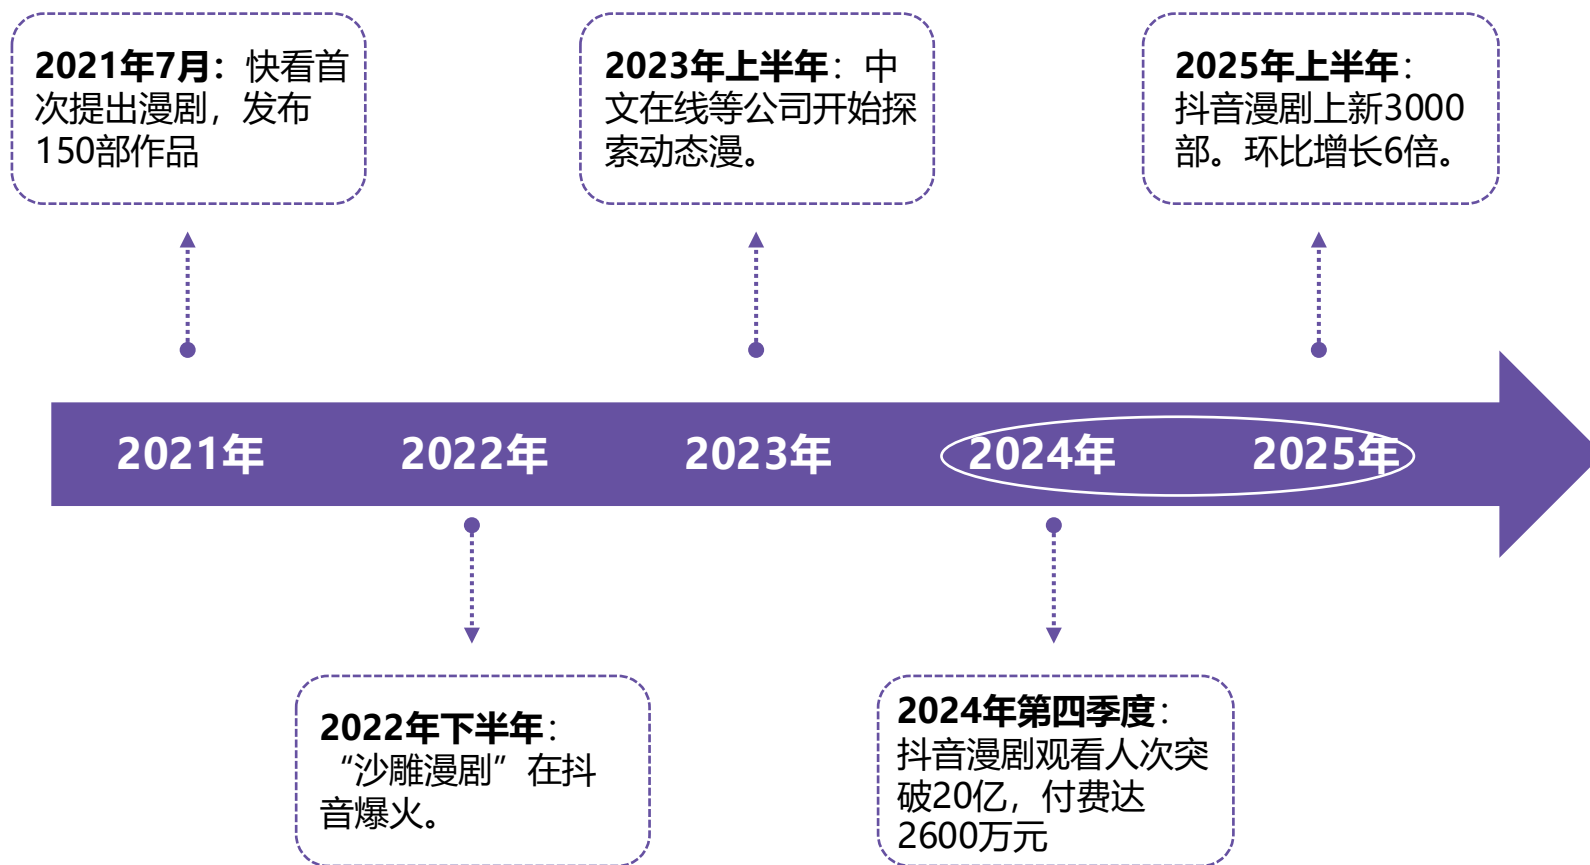 2021年7月：快看首
次提出漫剧，发布
150部作品
2023年上半年：中
文在线等公司开始探
索动态漫。
2025年上半年：
抖音漫剧上新3000
部。环比增长6倍。
2021年
2022年
2023年
2024年
2025年
2022年下半年：
“沙雕漫剧”在抖
音爆火。
2024年第四季度：
抖音漫剧观看人次突
破20亿，付费达
2600万元